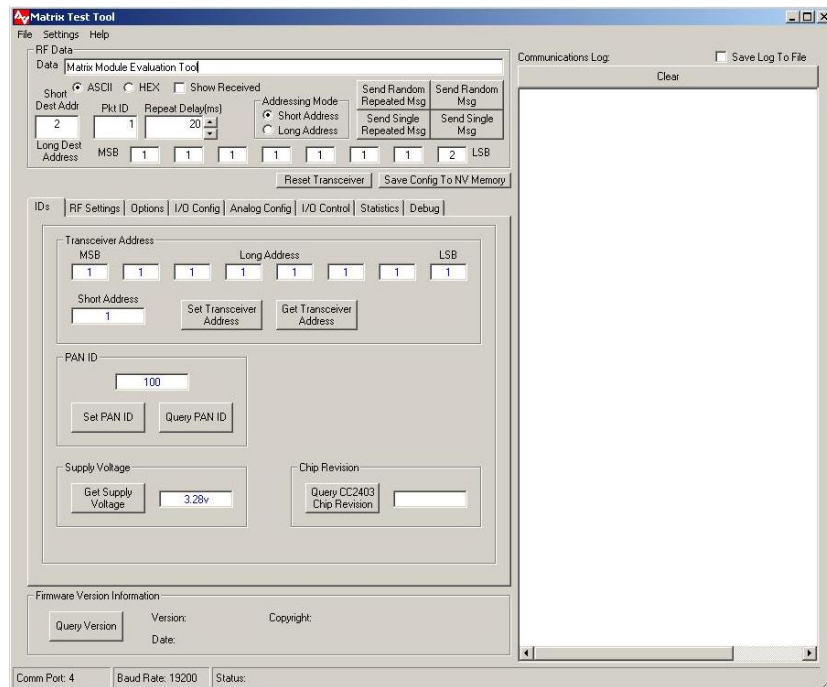 Matrix Test Tool
File Settings Help
RF Data
Data Matrix Module Evaluation Tool
ASCII HEX Show Received
Short Dest Addr
2
Pkt ID
1
Repeat Delay(ms)
20
Addressing Mode
Short Address
Long Address
Send Random Repeated Msg
Send Random Msg
Send Single Repeated Msg
Send Single Msg
Long Dest Address
MSB 1 1 1 1 1 1 1 2 LSB
Reset Transceiver Save Config To NV Memory
IDs RF Settings Options I/O Config Analog Config I/O Control Statistics Debug
Transceiver Address
MSB Long Address LSB
1 1 1 1 1 1 1 1
Short Address
1
Set Transceiver Address
Get Transceiver Address
PAN ID
100
Set PAN ID Query PAN ID
Supply Voltage
Get Supply Voltage
3.28v
Chip Revision
Query CC2403 Chip Revision
Firmware Version Information
Query Version
Version: Copyright:
Date:
Communications Log: Save Log To File
Clear
Comm Port: 4 Baud Rate: 19200 Status: